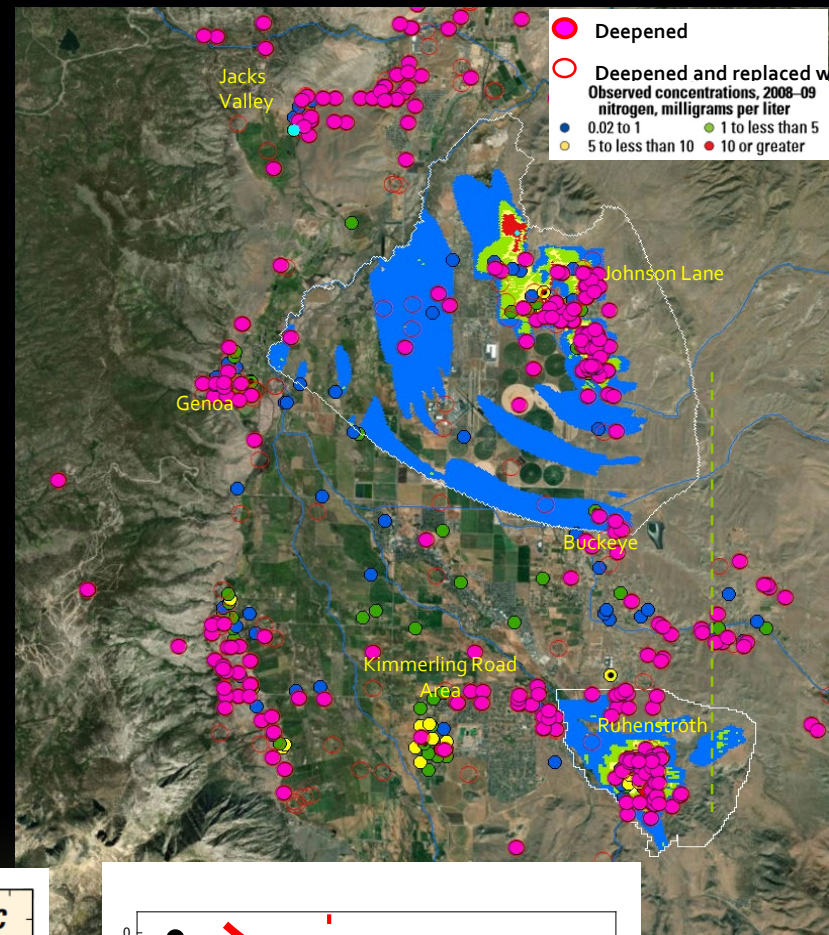 Deepened
Deepened and replaced w
Observed concentrations, 2008–09
nitrogen, milligrams per liter
0.02 to 1
1 to less than 5
5 to less than 10
10 or greater
Jacks
Valley
Johnson Lane
Genoa
Buckeye
Kimmerling Road
Area
Ruhenstroth
C
0